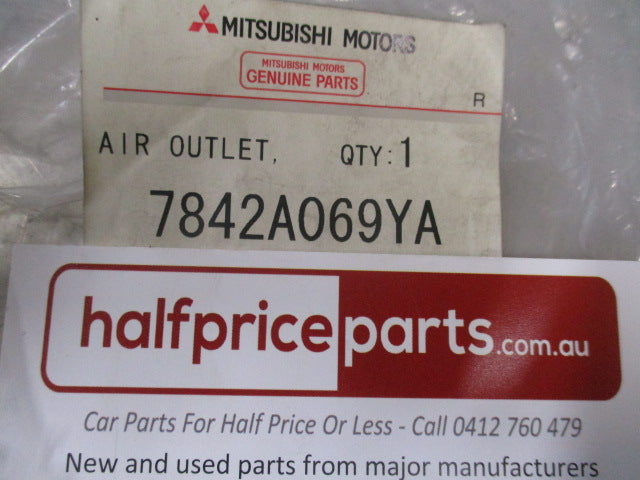 MITSUBISHI MOTORS
MITSUBISHI MOTORS
GENUINE PARTS
R
AIR OUTLET, QTY:1
7842A069YA
halfpriceparts.com.au
Car Parts For Half Price Or Less - Call 0412 760 479
New and used parts from major manufacturers